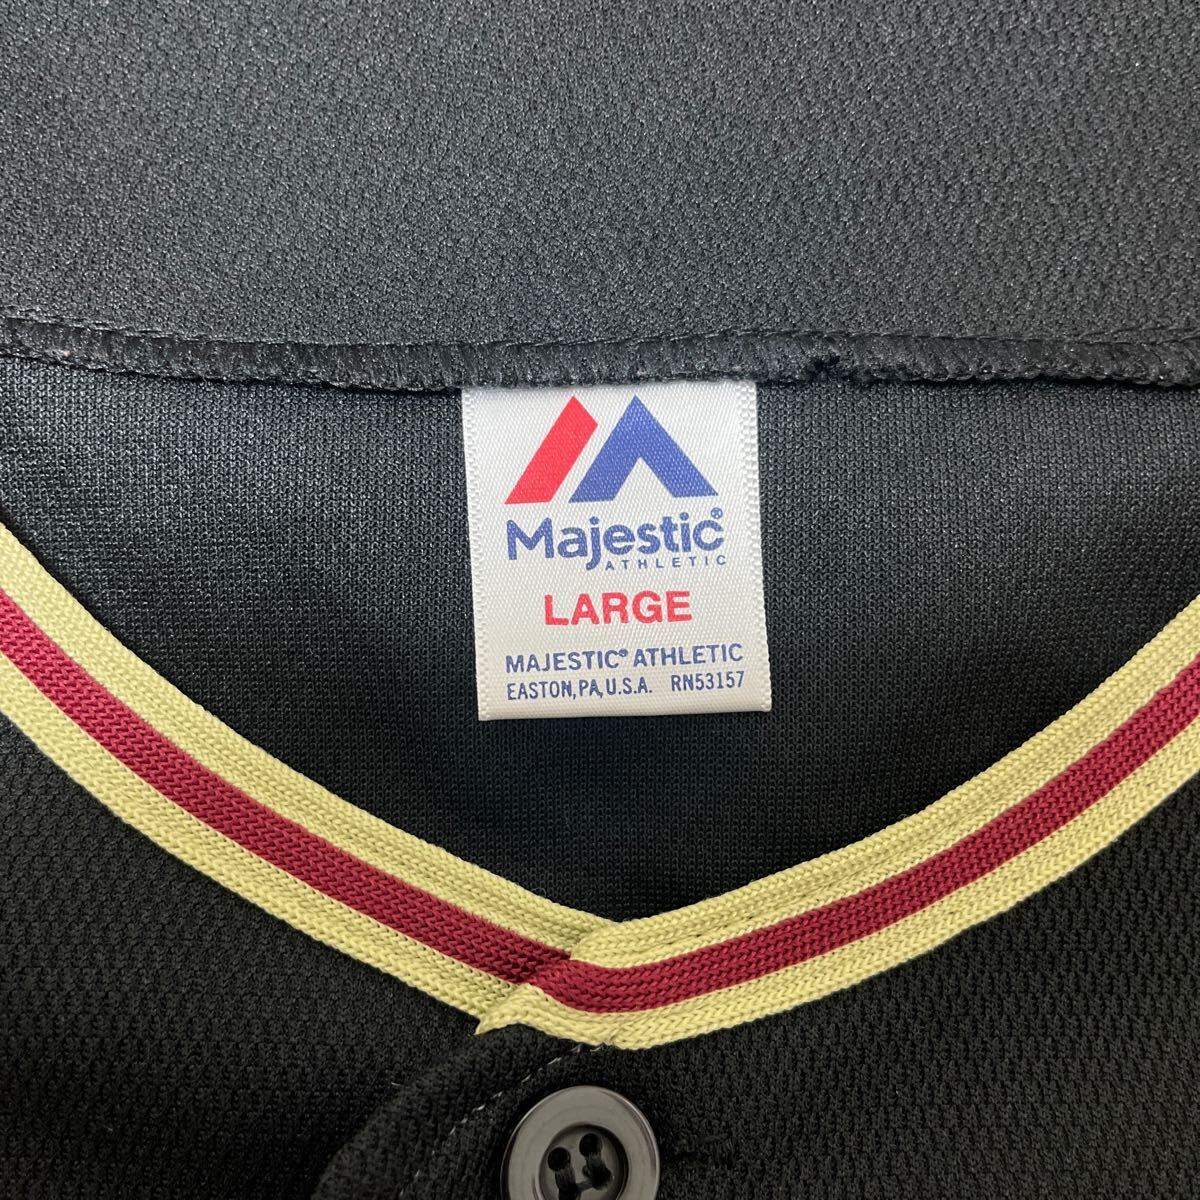 Majestic®
ATHLETIC
LARGE
MAJESTIC® ATHLETIC
EASTON, PA, U.S.A. RN53157